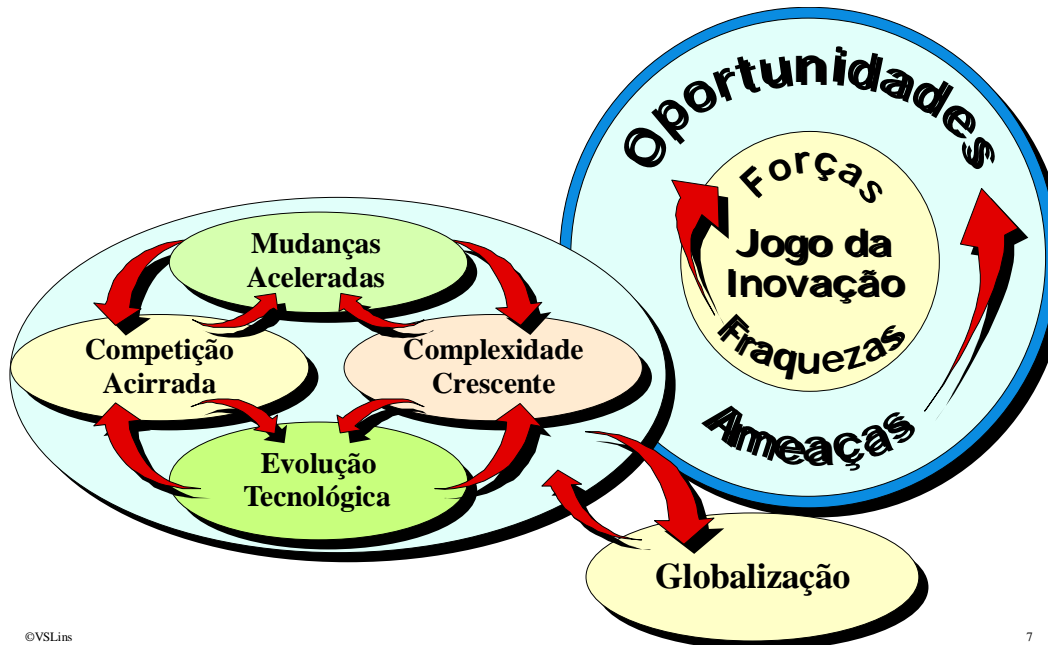 Oportunidades
Forças
Jogo da
Inovação
Fraquezas
Ameaças
Mudanças
Aceleradas
Competição
Acirrada
Complexidade
Crescente
Evolução
Tecnológica
Globalização
©VSLins
7